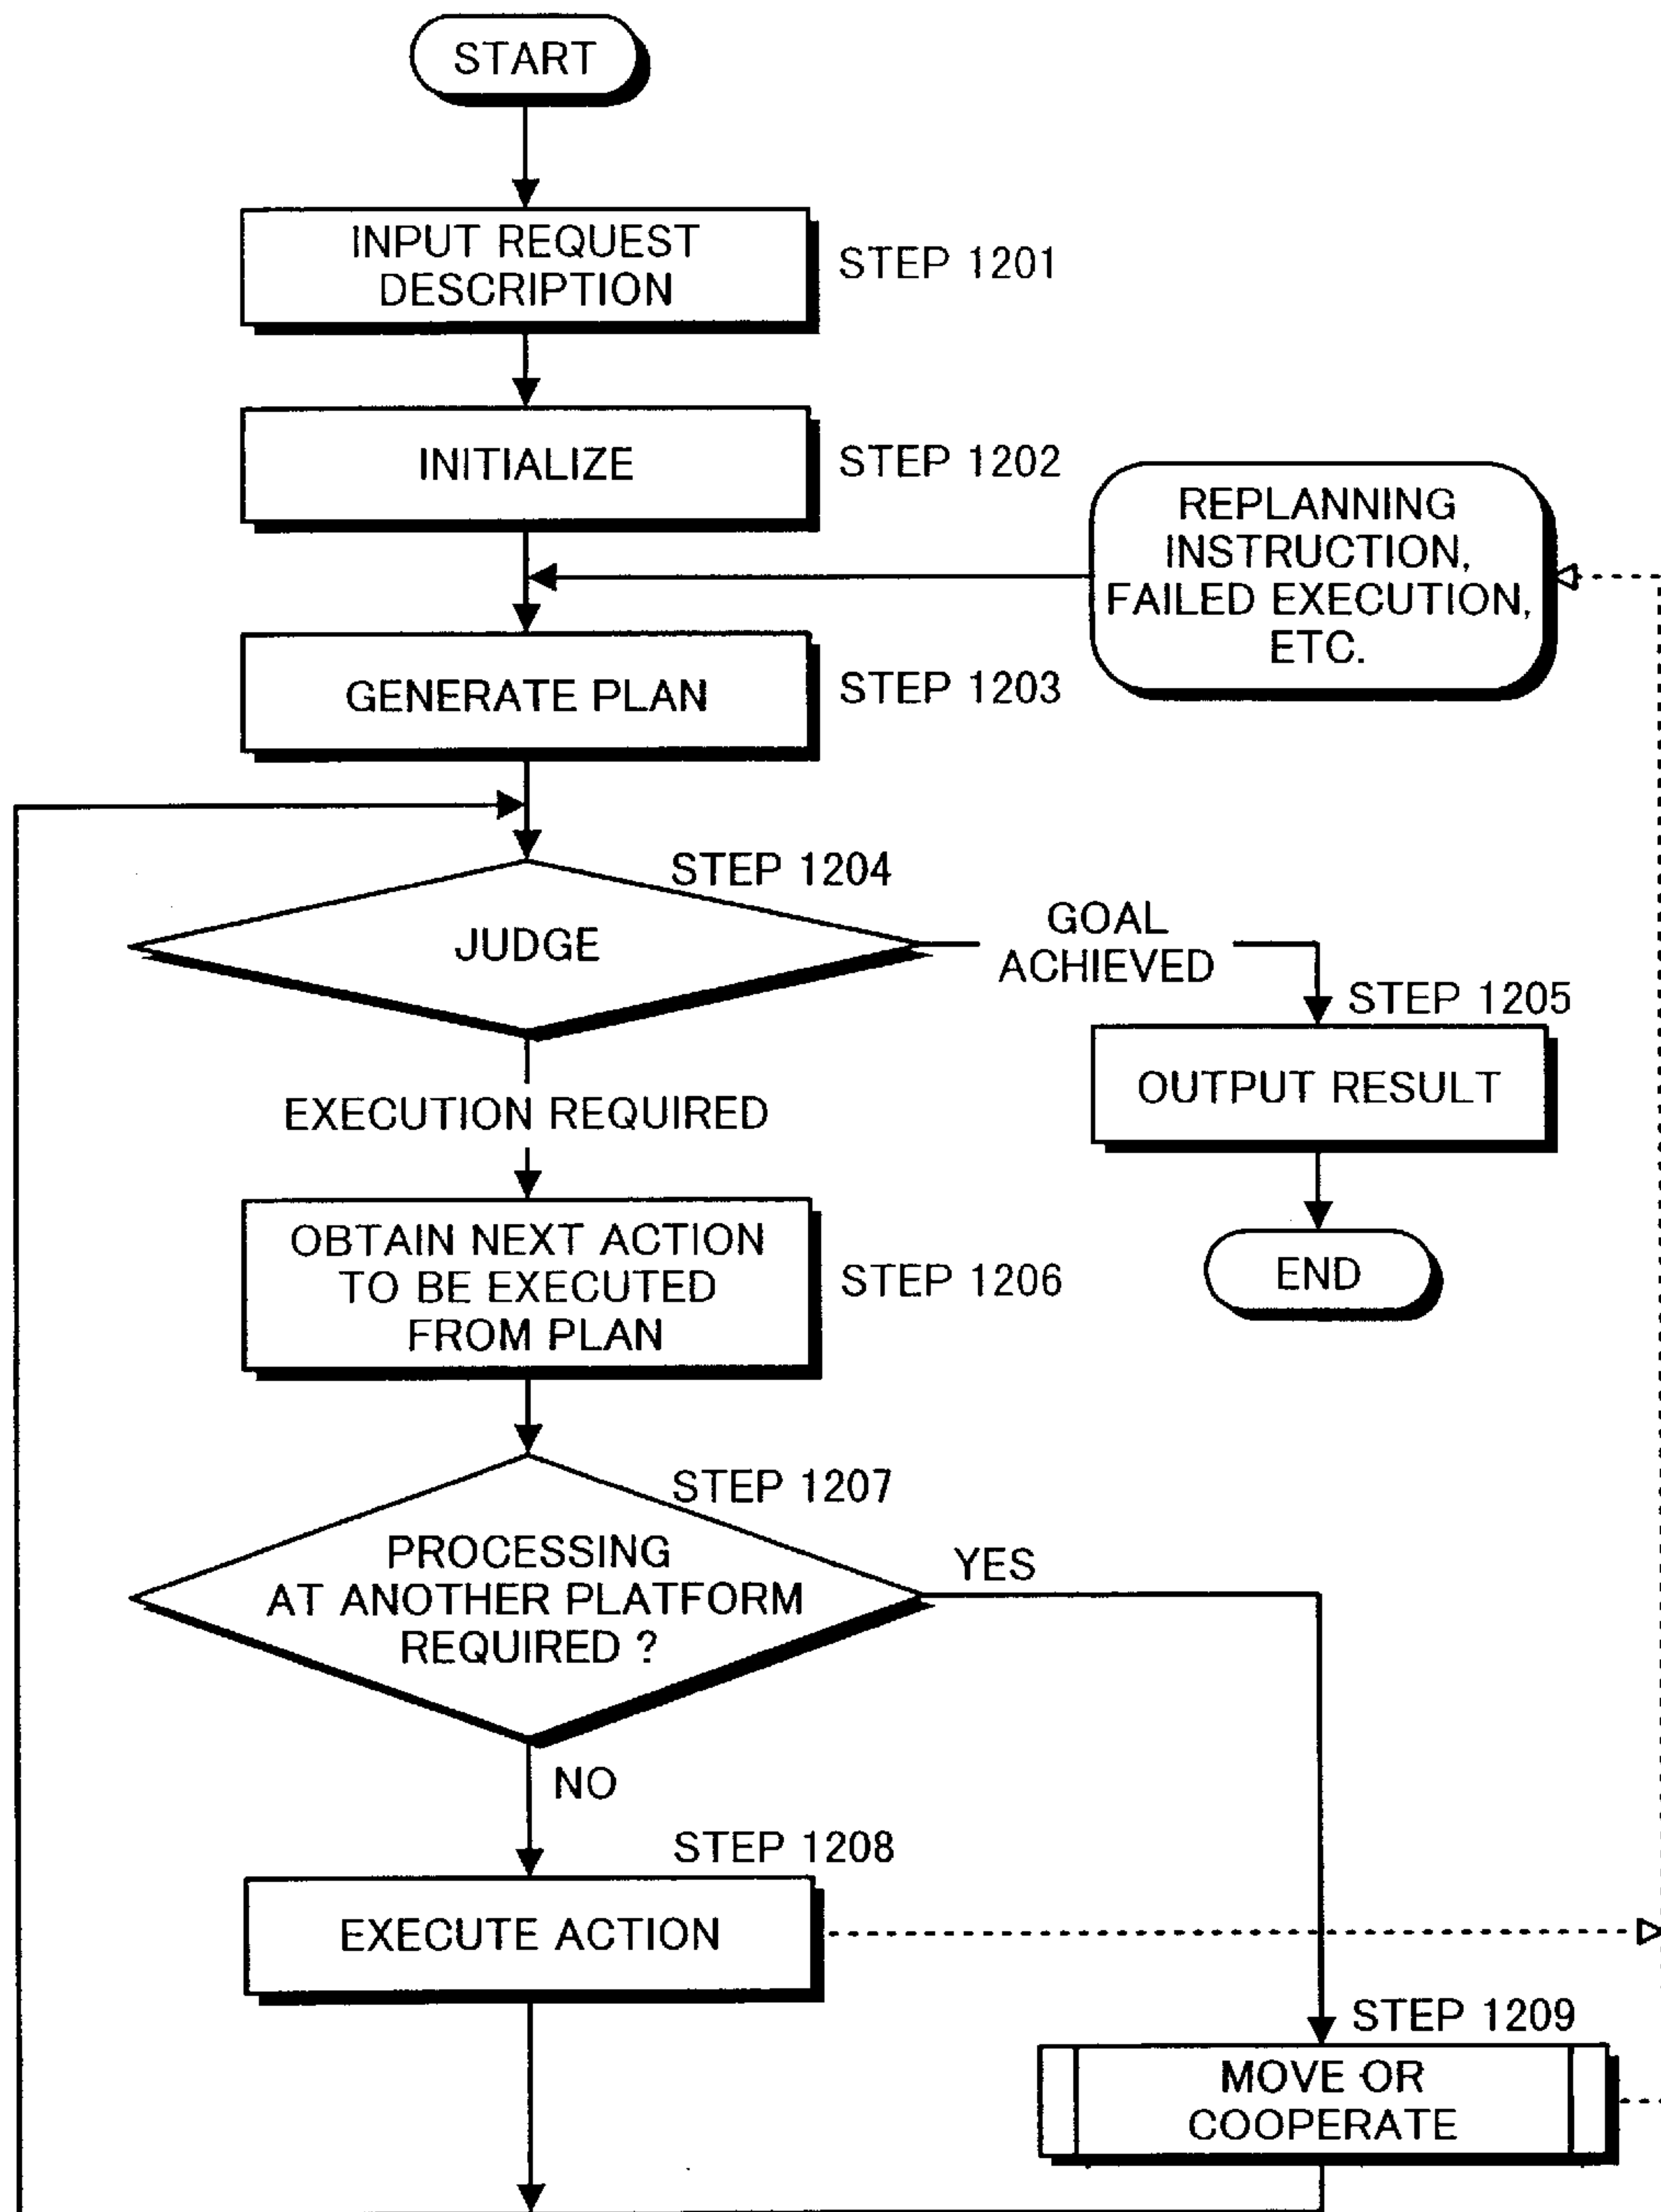 START
INPUT REQUEST
DESCRIPTION
STEP 1201
INITIALIZE
STEP 1202
REPLANNING
INSTRUCTION,
FAILED EXECUTION,
ETC.
GENERATE PLAN
STEP 1203
STEP 1204
JUDGE
GOAL
ACHIEVED
STEP 1205
OUTPUT RESULT
EXECUTION REQUIRED
END
OBTAIN NEXT ACTION
TO BE EXECUTED
FROM PLAN
STEP 1206
STEP 1207
PROCESSING
AT ANOTHER PLATFORM
REQUIRED ?
YES
NO
STEP 1208
EXECUTE ACTION
STEP 1209
MOVE OR
COOPERATE